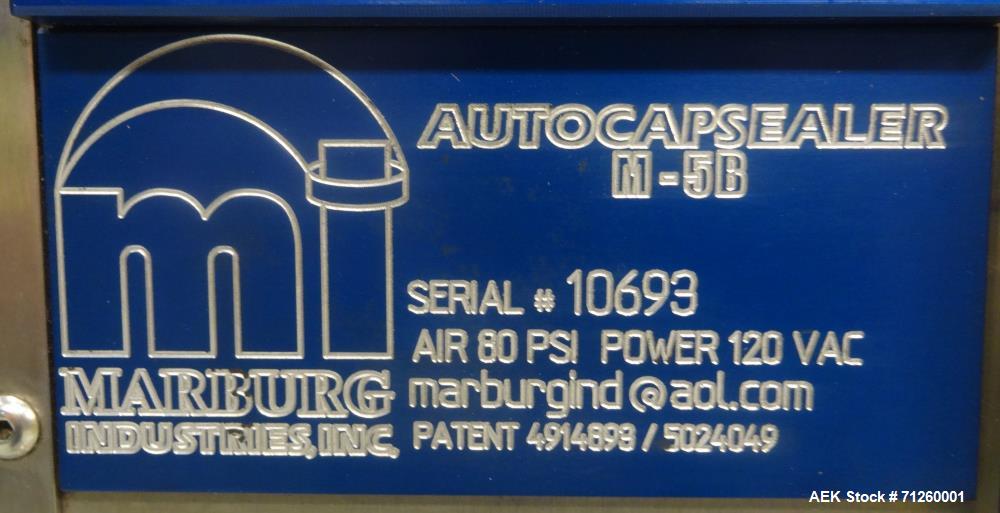 AUTOCAPSEALER
M-5B
SERIAL # 10693
AIR 80 PSI POWER 120 VAC
marburgind@aol.com
PATENT 4914893 / 5024049
mi
MARBURG
INDUSTRIES, INC.
AEK Stock # 71260001